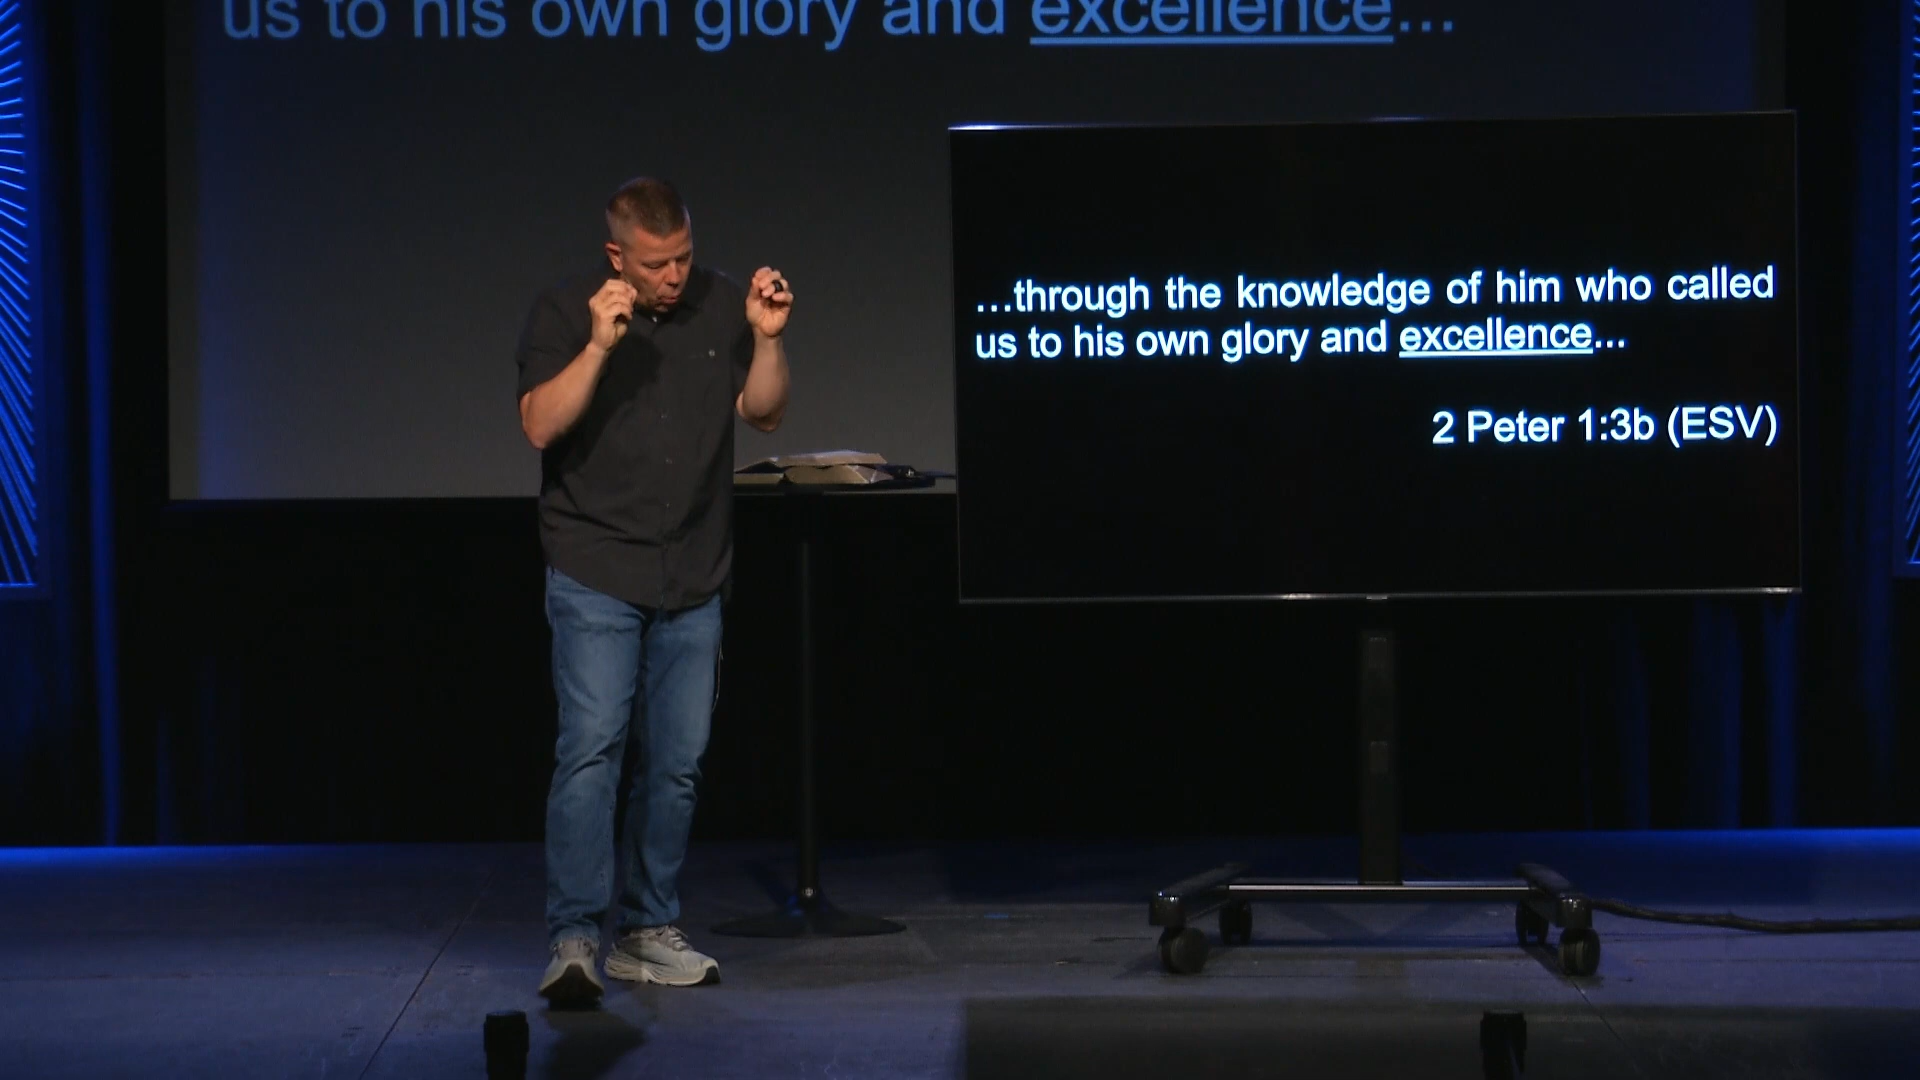 us to his own glory and excellence...
...through the knowledge of him who called
us to his own glory and excellence...
2 Peter 1:3b (ESV)